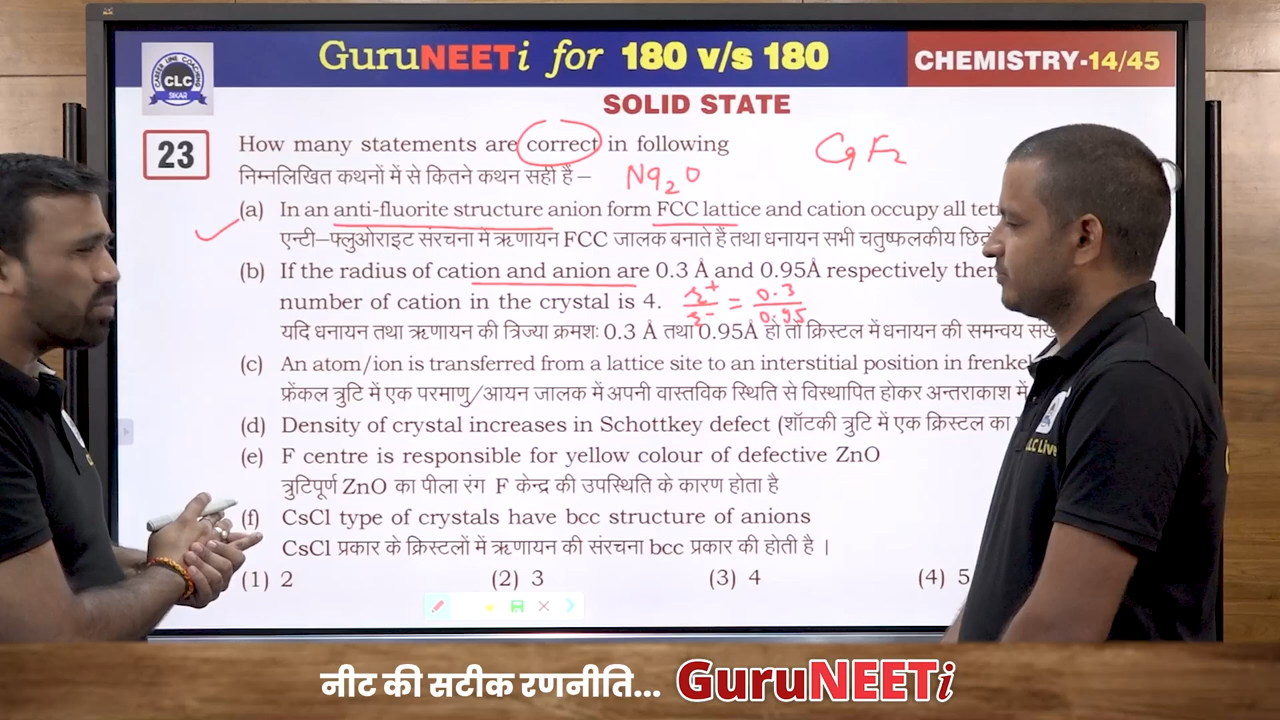 GuruNEETi for 180 v/s 180
CHEMISTRY-14/45
CAREER LINE COACHING
CLC
SIKAR
SOLID STATE
23
How many statements are correct in following
निम्नलिखित कथनों में से कितने कथन सही हैं –
Na2O
CaF2
(a) In an anti-fluorite structure anion form FCC lattice and cation occupy all
एन्टी–फ्लुओराइट संरचना में ऋणायन FCC जालक बनाते हैं तथा धनायन सभी चतुष्फलकीय
(b) If the radius of cation and anion are 0.3 Å and 0.95Å respectively
number of cation in the crystal is 4.
r+/r- = 0.3/0.95
यदि धनायन तथा ऋणायन की त्रिज्या क्रमशः 0.3 Å तथा 0.95Å हो तो क्रिस्टल में धनायन की समन्वय
(c) An atom/ion is transferred from a lattice site to an interstitial position in
फ्रेंकल त्रुटि में एक परमाणु/आयन जालक में अपनी वास्तविक स्थिति से विस्थापित होकर अन्तराकाश में
(d) Density of crystal increases in Schottkey defect (शॉटकी त्रुटि में एक क्रिस्टल का
(e) F centre is responsible for yellow colour of defective ZnO
त्रुटिपूर्ण ZnO का पीला रंग F केन्द्र की उपस्थिति के कारण होता है
(f) CsCl type of crystals have bcc structure of anions
CsCl प्रकार के क्रिस्टलों में ऋणायन की संरचना bcc प्रकार की होती है ।
(1) 2 (2) 3 (3) 4 (4) 5
CLC Live
नीट की सटीक रणनीति... GuruNEETi